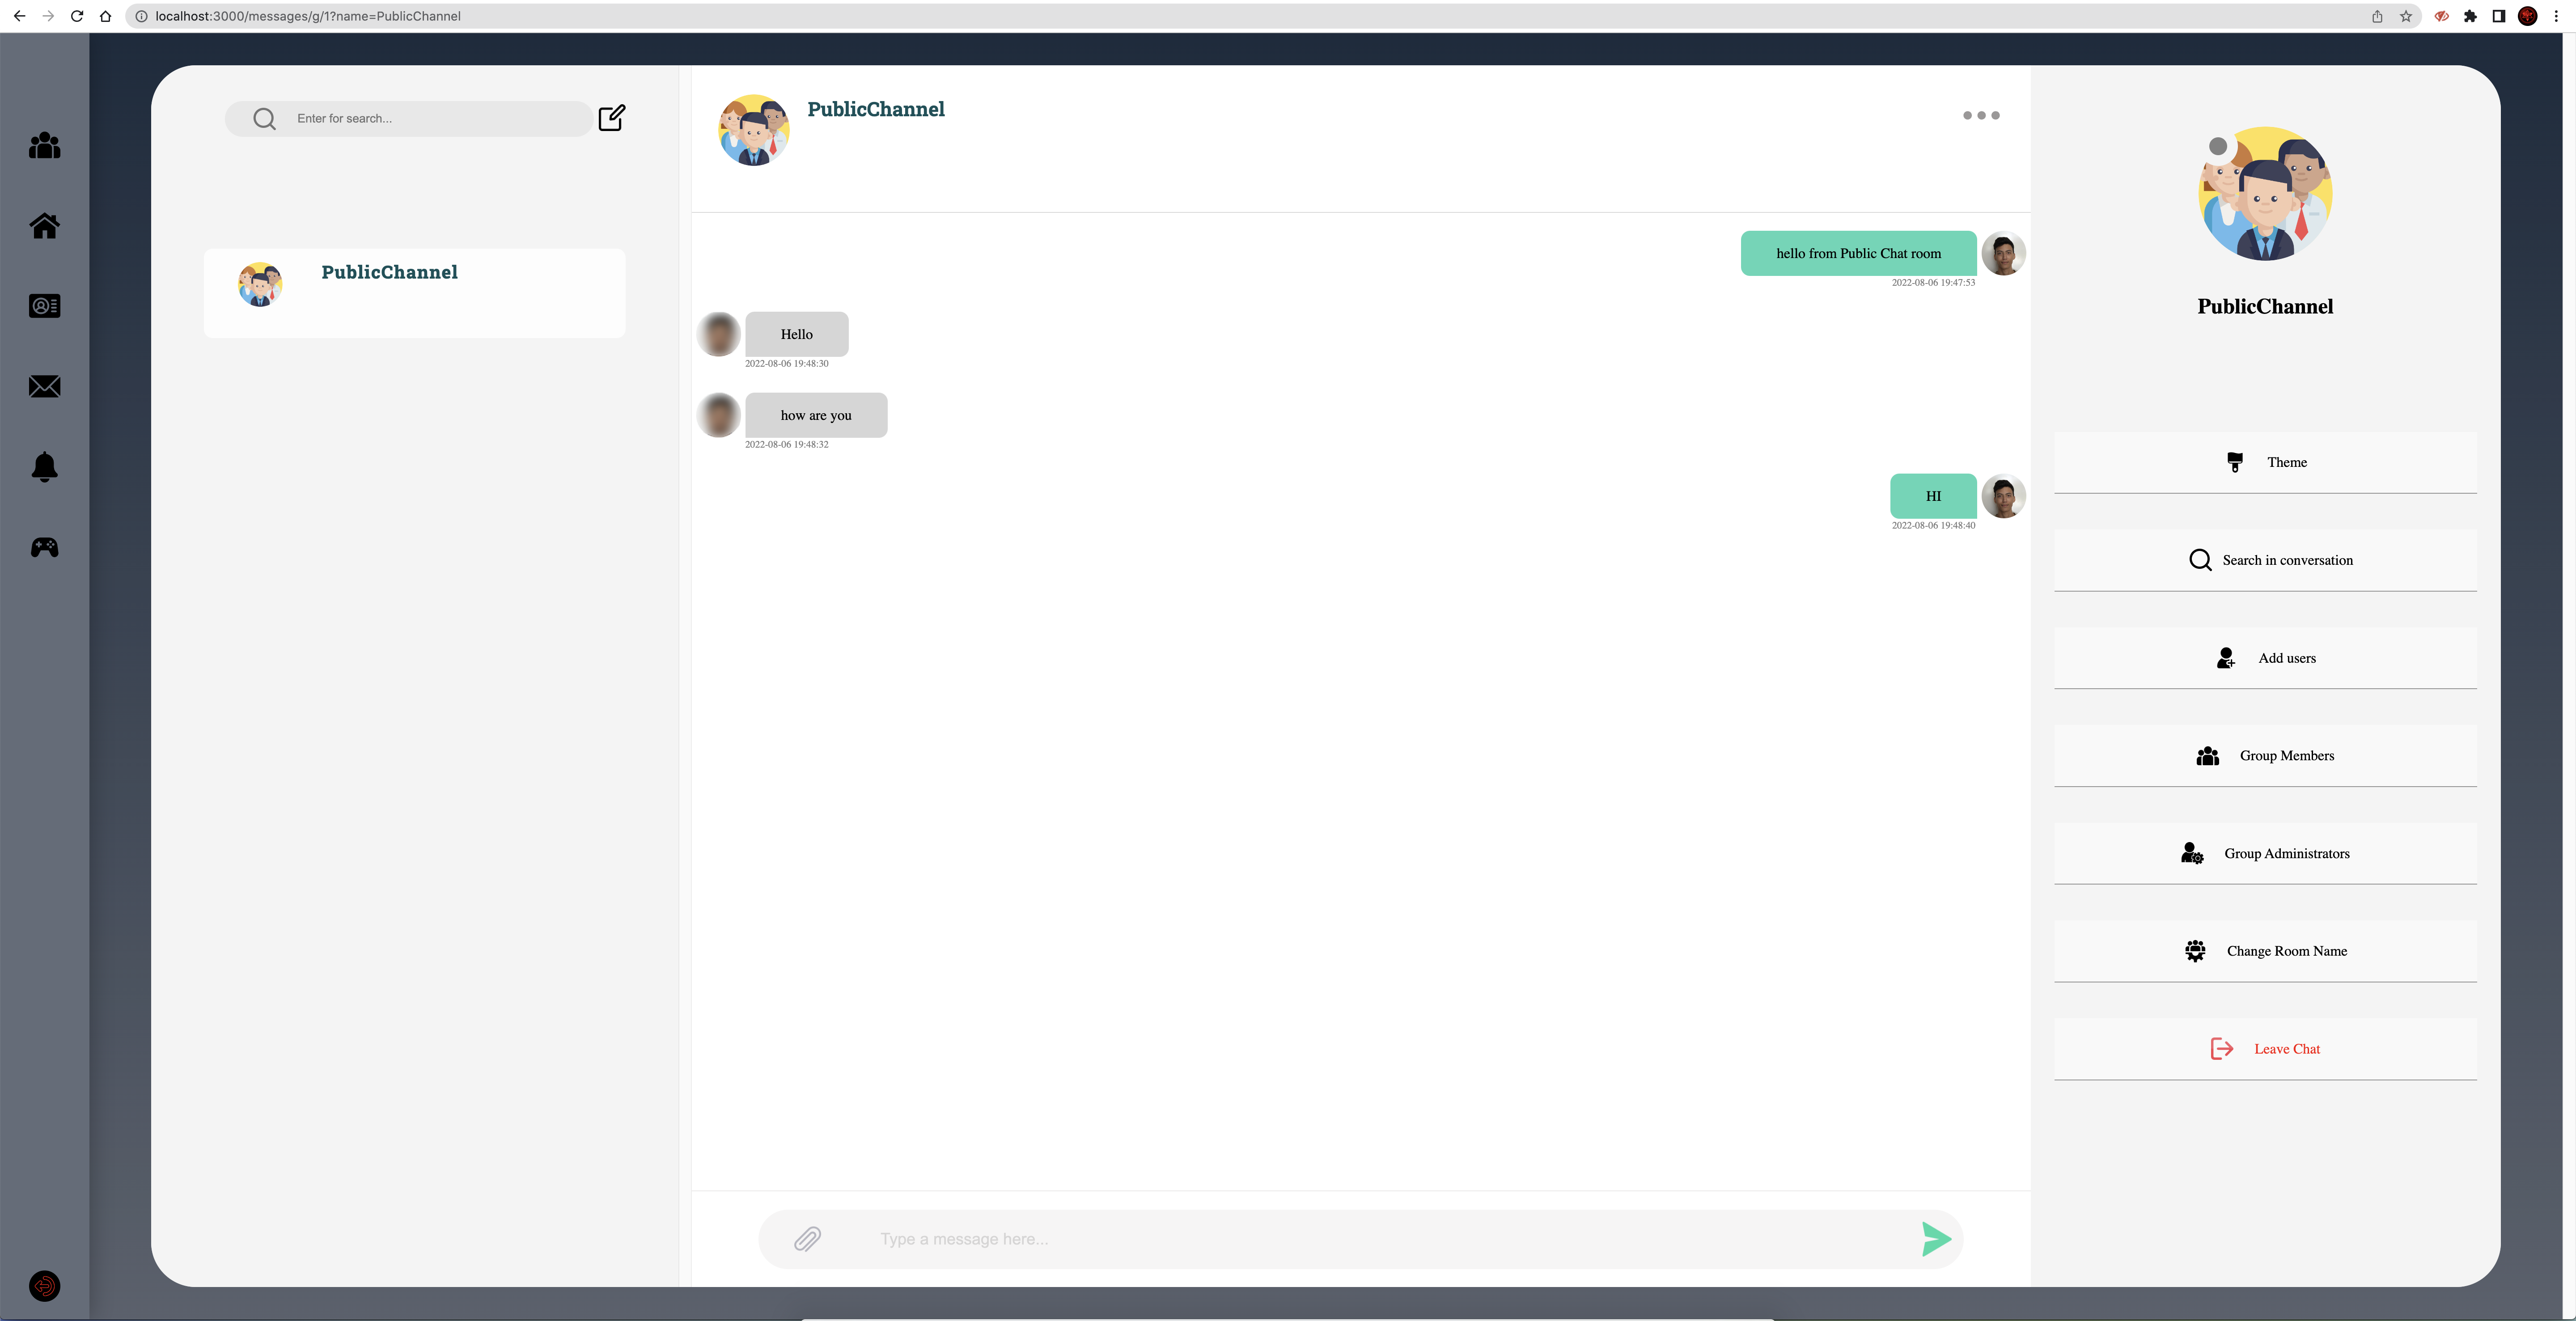 localhost:3000/messages/g/1?name=PublicChannel
Enter for search...
PublicChannel
PublicChannel
hello from Public Chat room
2022-08-06 19:47:53
Hello
2022-08-06 19:48:30
how are you
2022-08-06 19:48:32
HI
2022-08-06 19:48:40
Type a message here...
PublicChannel
Theme
Search in conversation
Add users
Group Members
Group Administrators
Change Room Name
Leave Chat